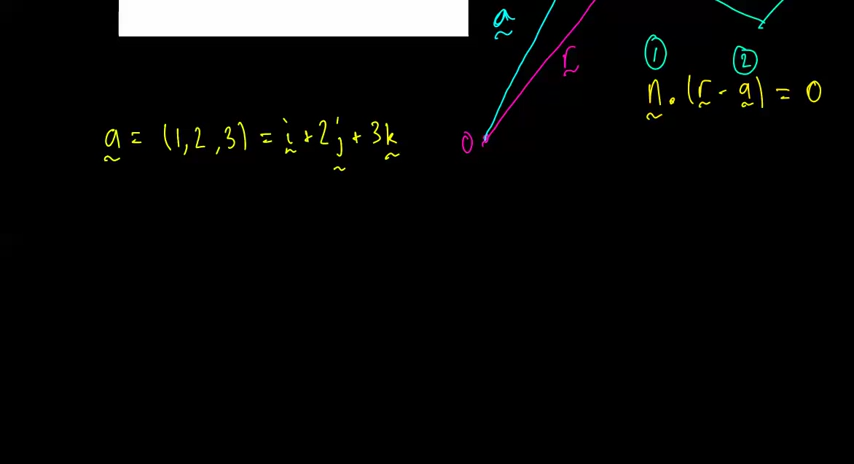 a
r
① ②
n . (r - a) = 0
0
a = (1, 2, 3) = i + 2j + 3k